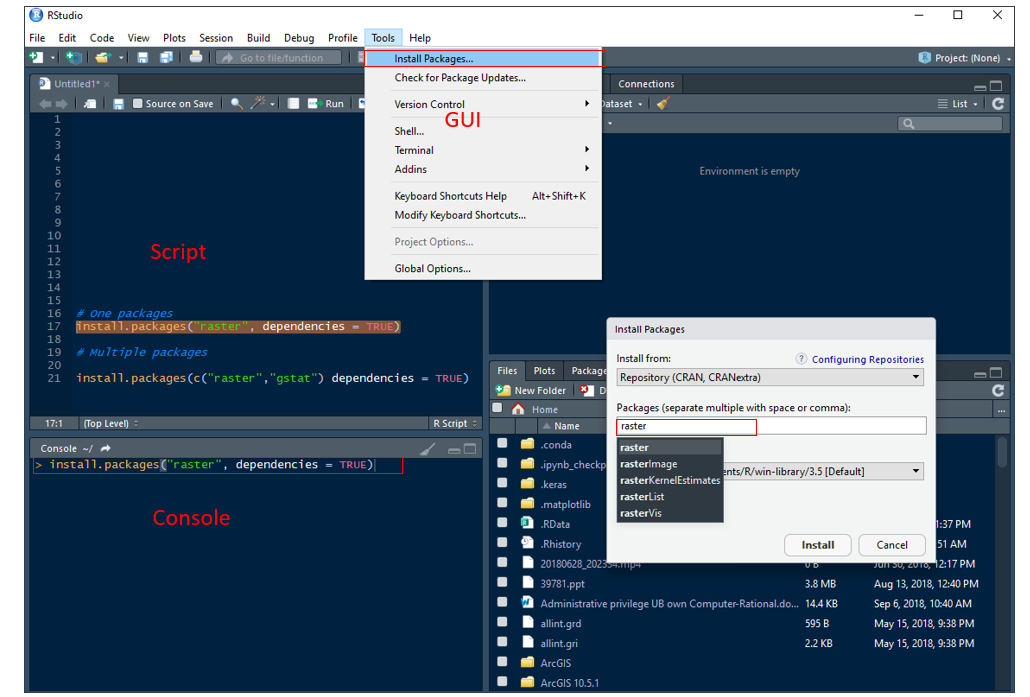 RStudio
File Edit Code View Plots Session Build Debug Profile Tools Help
Go to file/function
Project: (None)
Install Packages...
Check for Package Updates...
Version Control
GUI
Shell...
Terminal
Addins
Keyboard Shortcuts Help Alt+Shift+K
Modify Keyboard Shortcuts...
Project Options...
Global Options...
Untitled1*
Source on Save Run
1
2
3
4
5
6
7
8
9
10
11
12
13
14
15
16 # One packages
17 install.packages("raster", dependencies = TRUE)
18
19 # Multiple packages
20
21 install.packages(c("raster","gstat") dependencies = TRUE)
Script
17:1 (Top Level) R Script
Console ~/
> install.packages("raster", dependencies = TRUE)
Console
Connections
Dataset List
Environment is empty
Files Plots Package
New Folder D
Home
Name
.conda
.ipynb_checkp
.keras
.matplotlib
.RData 1:37 PM
.Rhistory 51 AM
20180628_202334.mp4 0 B Jun 30, 2018, 12:17 PM
39781.ppt 3.8 MB Aug 13, 2018, 12:40 PM
Administrative privilege UB own Computer-Rational.do... 14.4 KB Sep 6, 2018, 10:40 AM
allint.grd 595 B May 15, 2018, 9:38 PM
allint.gri 2.2 KB May 15, 2018, 9:38 PM
ArcGIS
ArcGIS 10.5.1
Install Packages
Install from: ? Configuring Repositories
Repository (CRAN, CRANextra)
Packages (separate multiple with space or comma):
raster
raster
rasterImage
rasterKernelEstimates
rasterList
rasterVis
ents/R/win-library/3.5 [Default]
Install Cancel